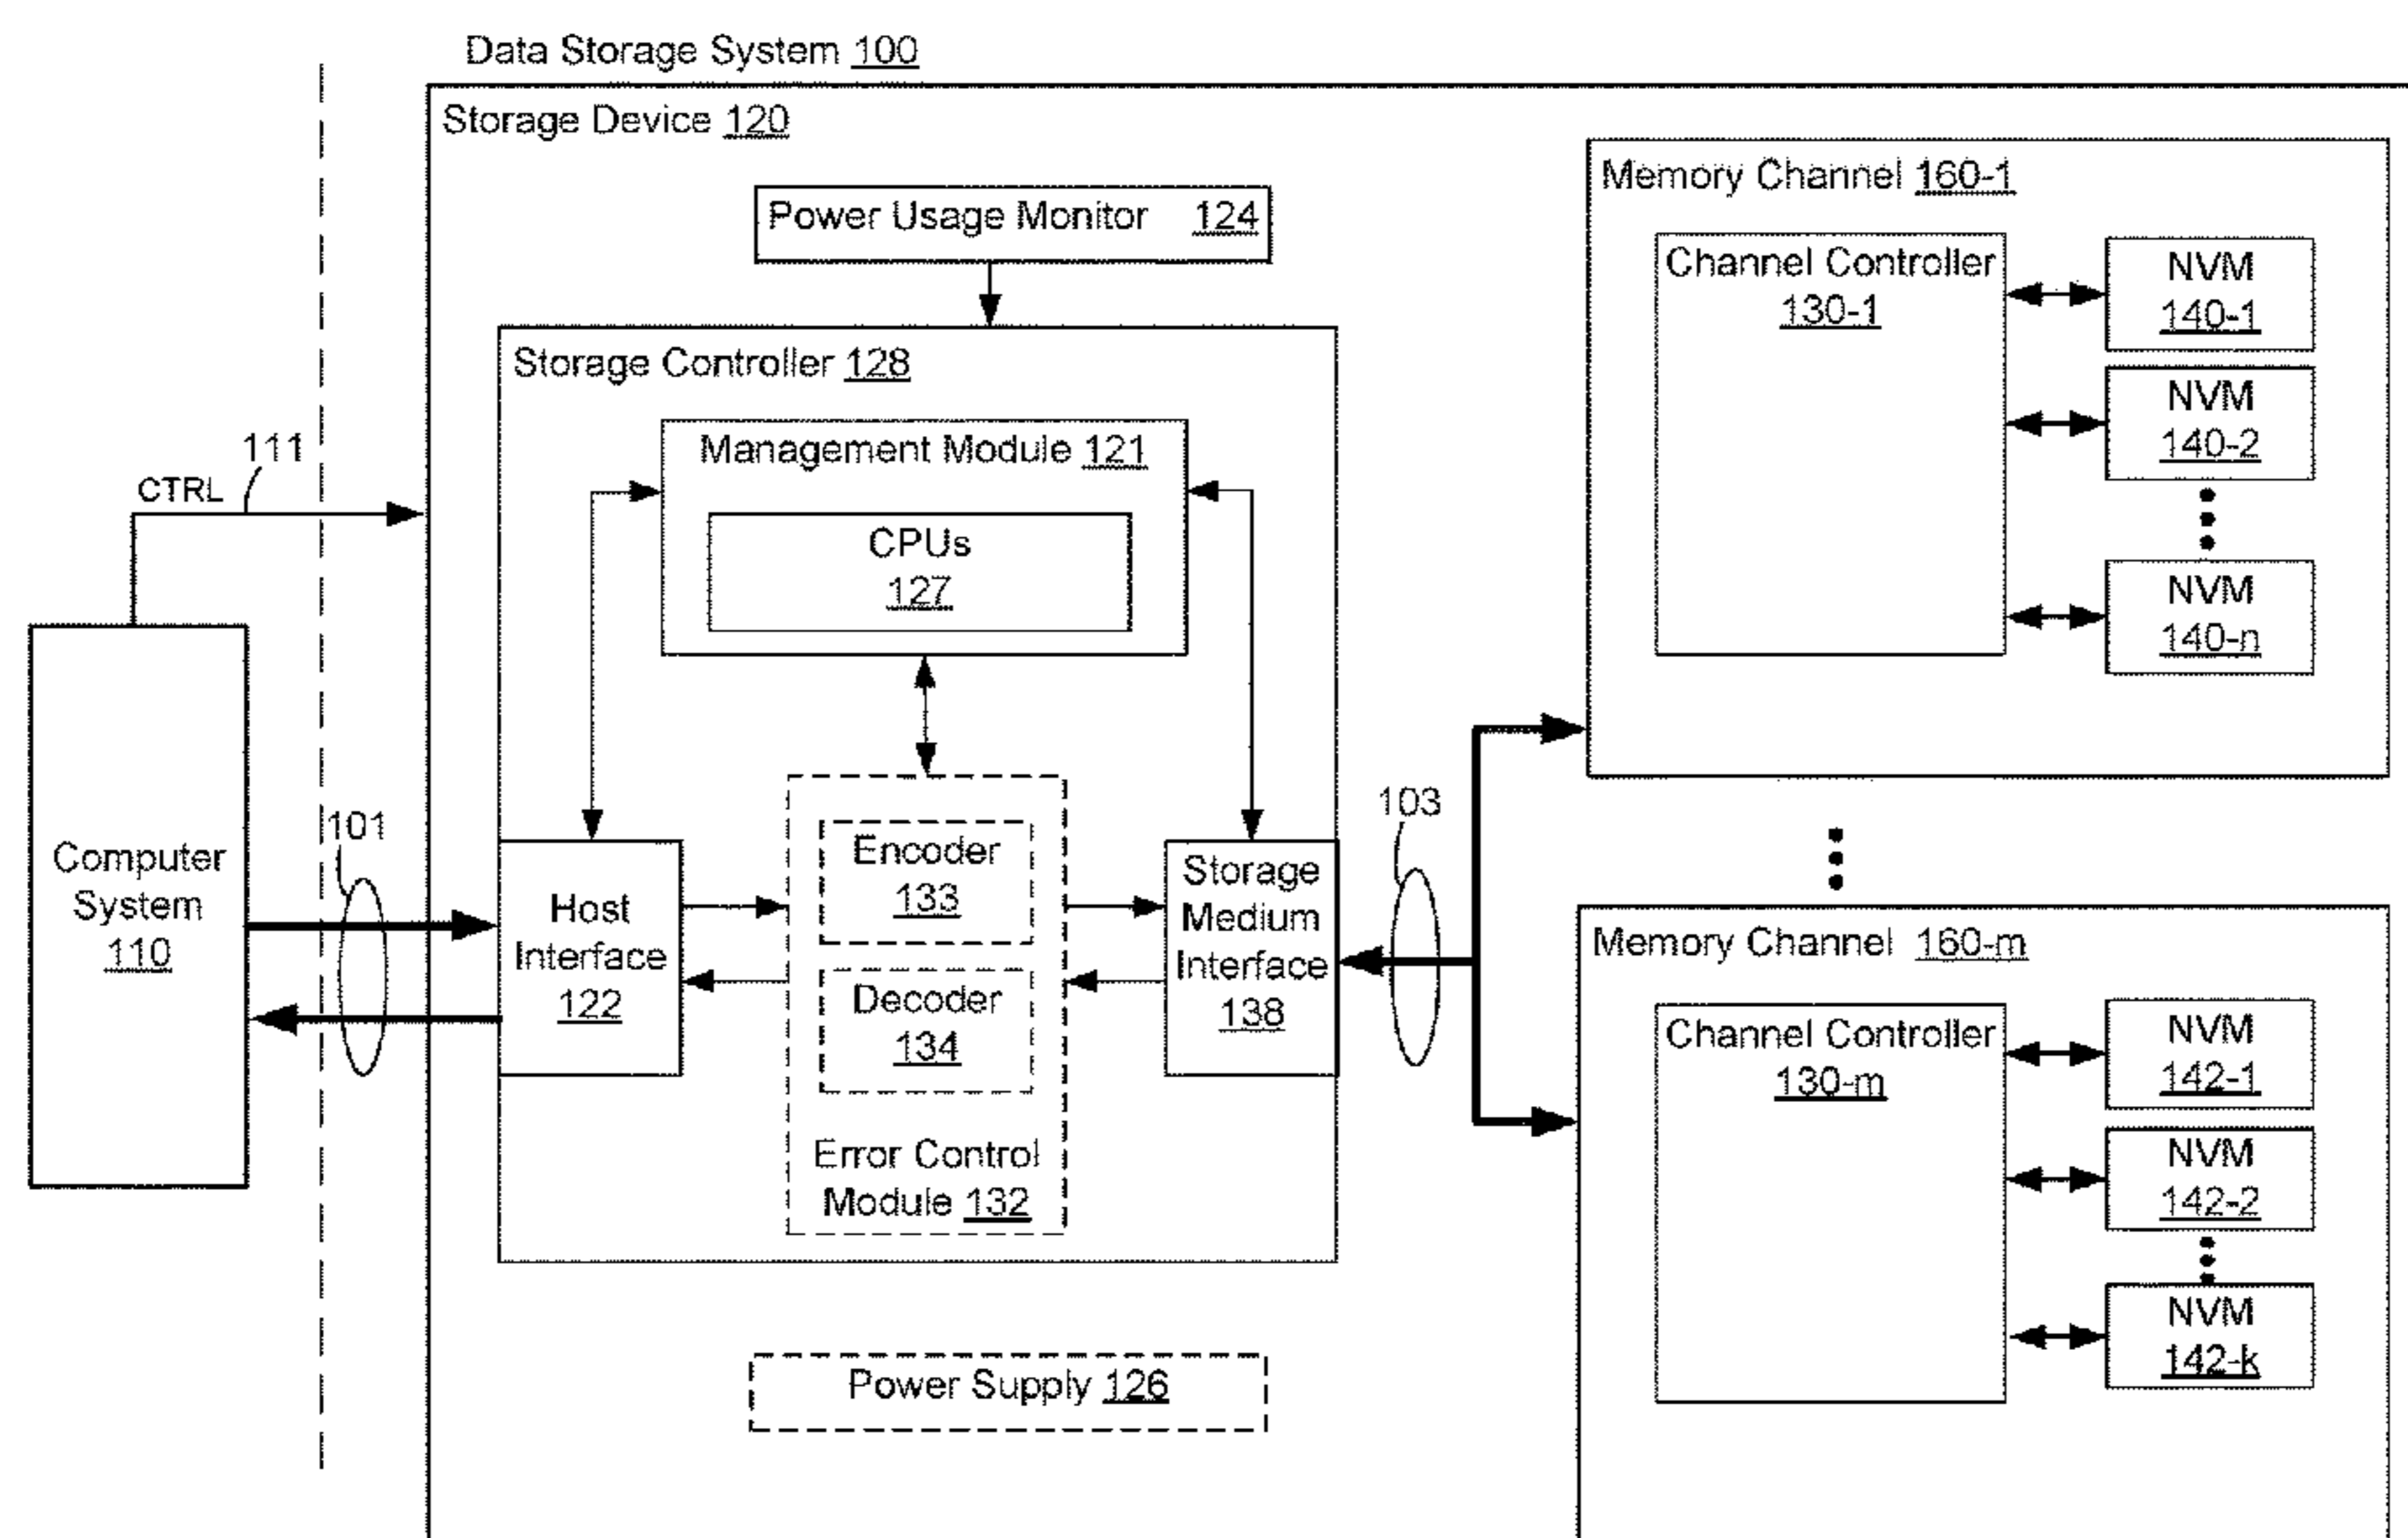 Data Storage System 100
Storage Device 120
Power Usage Monitor 124
Storage Controller 128
Management Module 121
CPUs
127
111
CTRL
Computer
System
110
101
Host
Interface
122
Encoder
133
Decoder
134
Error Control
Module 132
Storage
Medium
Interface
138
103
Power Supply 126
Memory Channel 160-1
Channel Controller
130-1
NVM
140-1
NVM
140-2
NVM
140-n
Memory Channel 160-m
Channel Controller
130-m
NVM
142-1
NVM
142-2
NVM
142-k